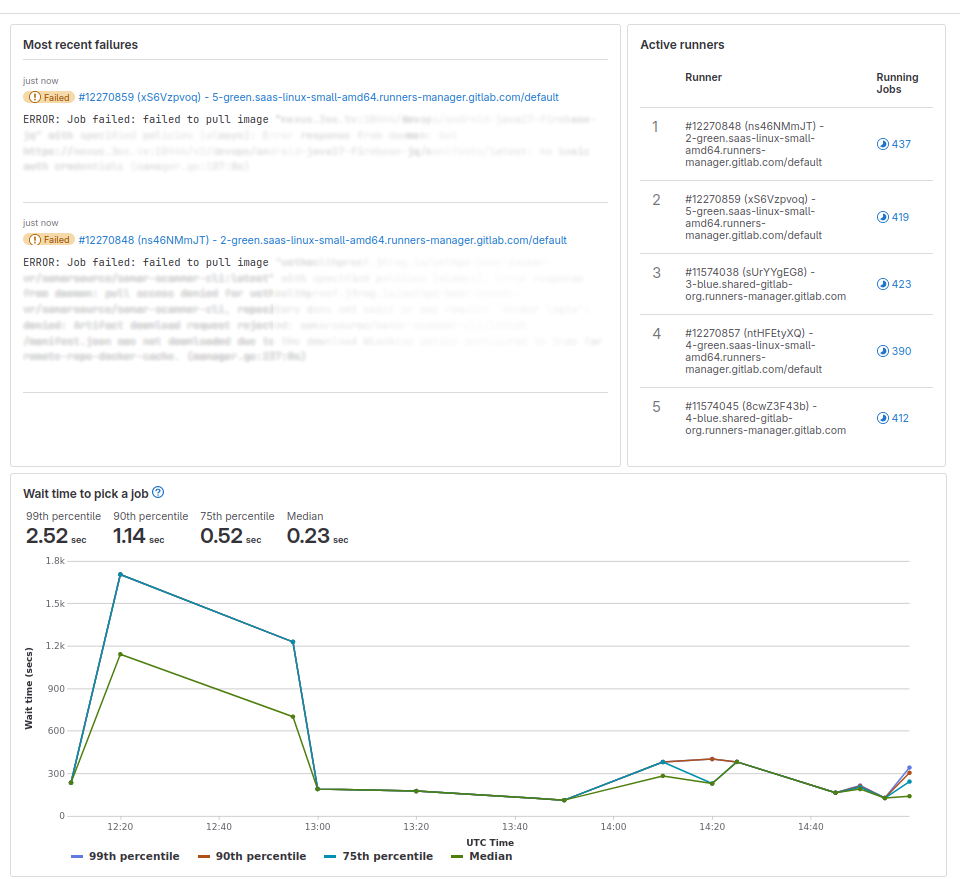 Most recent failures
just now
Failed #12270859 (xS6Vzpvoq) - 5-green.saas-linux-small-amd64.runners-manager.gitlab.com/default
ERROR: Job failed: failed to pull image
just now
Failed #12270848 (ns46NMmJT) - 2-green.saas-linux-small-amd64.runners-manager.gitlab.com/default
ERROR: Job failed: failed to pull image
Active runners
Runner
Running
Jobs
1
#12270848 (ns46NMmJT) -
2-green.saas-linux-small-
amd64.runners-
manager.gitlab.com/default
437
2
#12270859 (xS6Vzpvoq) -
5-green.saas-linux-small-
amd64.runners-
manager.gitlab.com/default
419
3
#11574038 (sUrYYgEG8) -
3-blue.shared-gitlab-
org.runners-manager.gitlab.com
423
4
#12270857 (ntHFEtyXQ) -
4-green.saas-linux-small-
amd64.runners-
manager.gitlab.com/default
390
5
#11574045 (8cwZ3F43b) -
4-blue.shared-gitlab-
org.runners-manager.gitlab.com
412
Wait time to pick a job
99th percentile 90th percentile 75th percentile Median
2.52 sec 1.14 sec 0.52 sec 0.23 sec
1.8k
1.5k
1.2k
900
600
300
0
Wait time (secs)
12:20 12:40 13:00 13:20 13:40 14:00 14:20 14:40
UTC Time
99th percentile 90th percentile 75th percentile Median